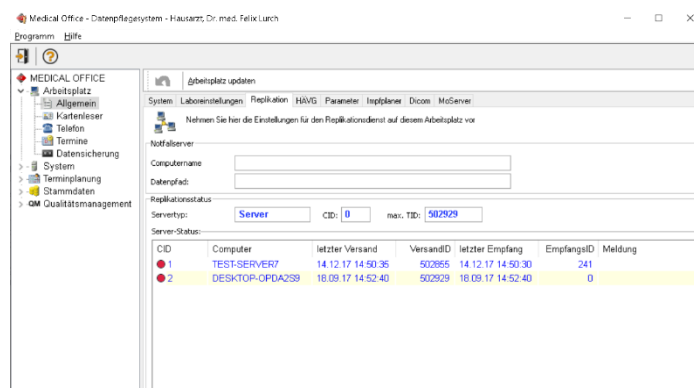 Medical Office - Datenpflegesystem - Hausarzt, Dr. med. Felix Lurch
Programm Hilfe
MEDICAL OFFICE
Arbeitsplatz
Allgemein
Kartenleser
Telefon
Termine
Datensicherung
System
Terminplanung
Stammdaten
QM Qualitätsmanagement
Arbeitsplatz updaten
System Laboreinstellungen Replikation HÄVG Parameter Impfplaner Dicom MoServer
Nehmen Sie hier die Einstellungen für den Replikationsdienst auf diesem Arbeitsplatz vor
Notfallserver
Computername
Datenpfad:
Replikationsstatus
Servertyp: Server CID: 0 max. TID: 502929
Server-Status:
CID Computer letzter Versand VersandID letzter Empfang EmpfangsID Meldung
1 TEST-SERVER7 14.12.17 14:50:35 502855 14.12.17 14:50:30 241
2 DESKTOP-OPDA2S9 18.09.17 14:52:40 502929 18.09.17 14:52:40 0